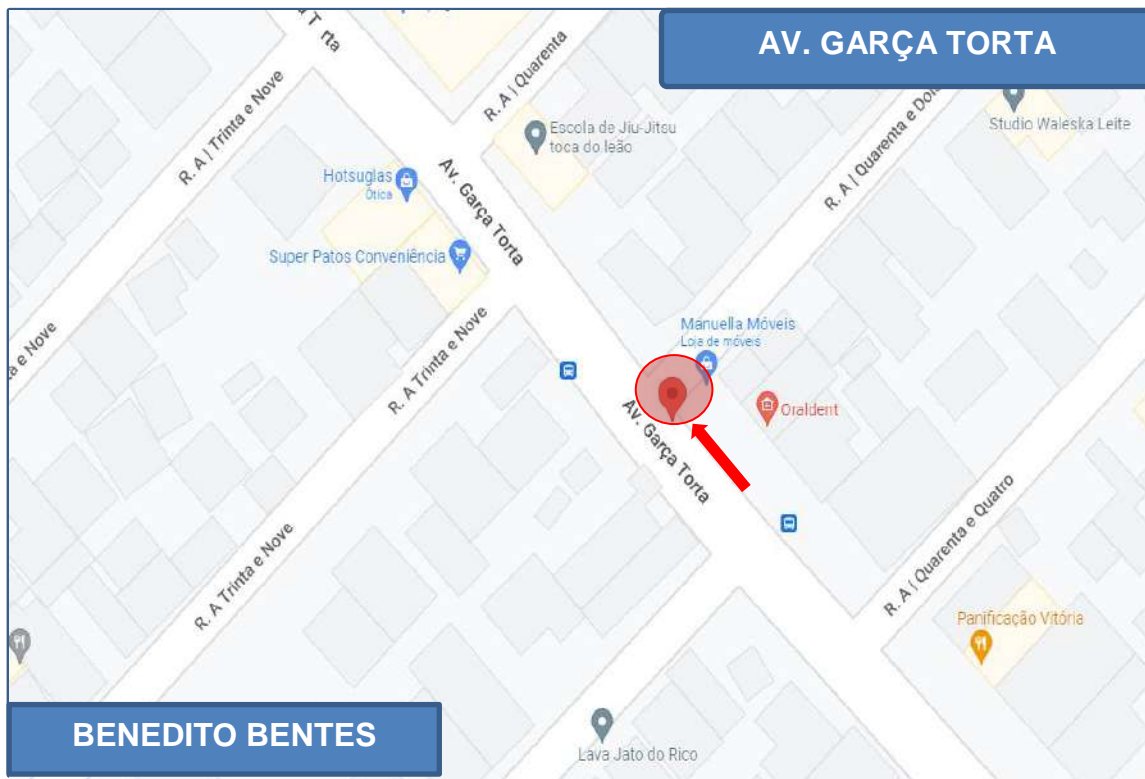 AV. GARÇA TORTA
R. A | Trinta e Nove
R. A | Quarenta
Escola de Jiu-Jitsu
toca do leão
Studio Waleska Leite
Hotsuglas
Ótica
Av. Garça Torta
R. A | Quarenta e Dois
Super Patos Conveniência
Manuella Móveis
Loja de móveis
R. A Trinta e Nove
e Nove
Oraldent
Av. Garça Torta
R. A | Quarenta e Quatro
R. A Trinta e Nove
Panificação Vitória
BENEDITO BENTES
Lava Jato do Rico